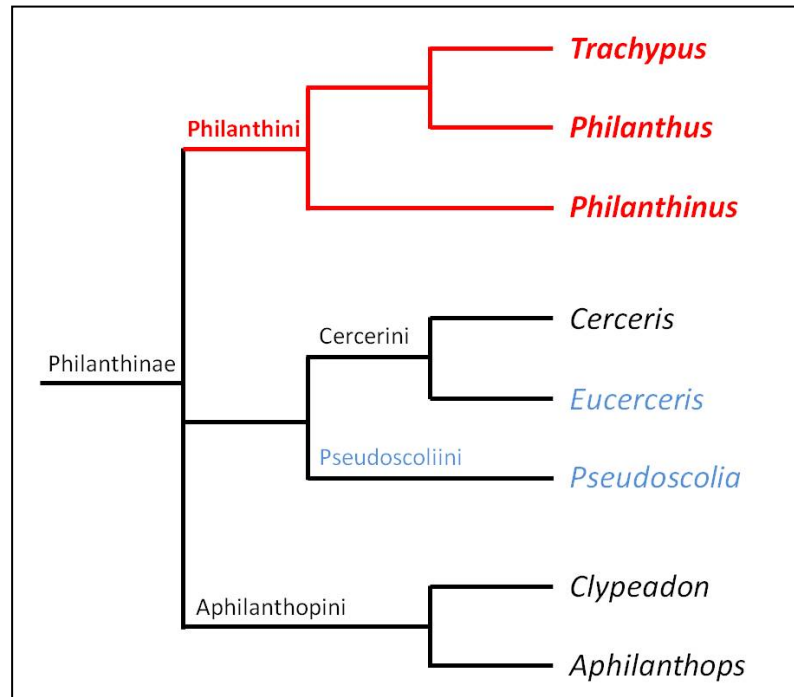 Trachypus
Philanthini
Philanthus
Philanthinus
Cerceris
Cercerini
Philanthinae
Eucerceris
Pseudoscoliini
Pseudoscolia
Clypeadon
Aphilanthopini
Aphilanthops